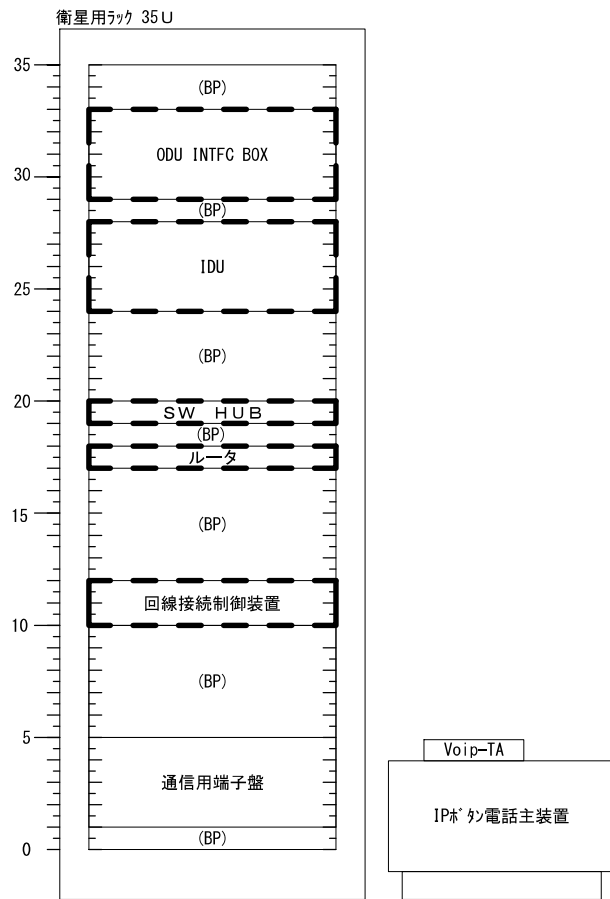 衛星用ﾗｯｸ 35U
35
(BP)
ODU INTFC BOX
30
(BP)
IDU
25
(BP)
20
SW HUB
(BP)
ルータ
15
(BP)
回線接続制御装置
10
(BP)
5
通信用端子盤
(BP)
0
Voip-TA
IPﾎﾞﾀﾝ電話主装置